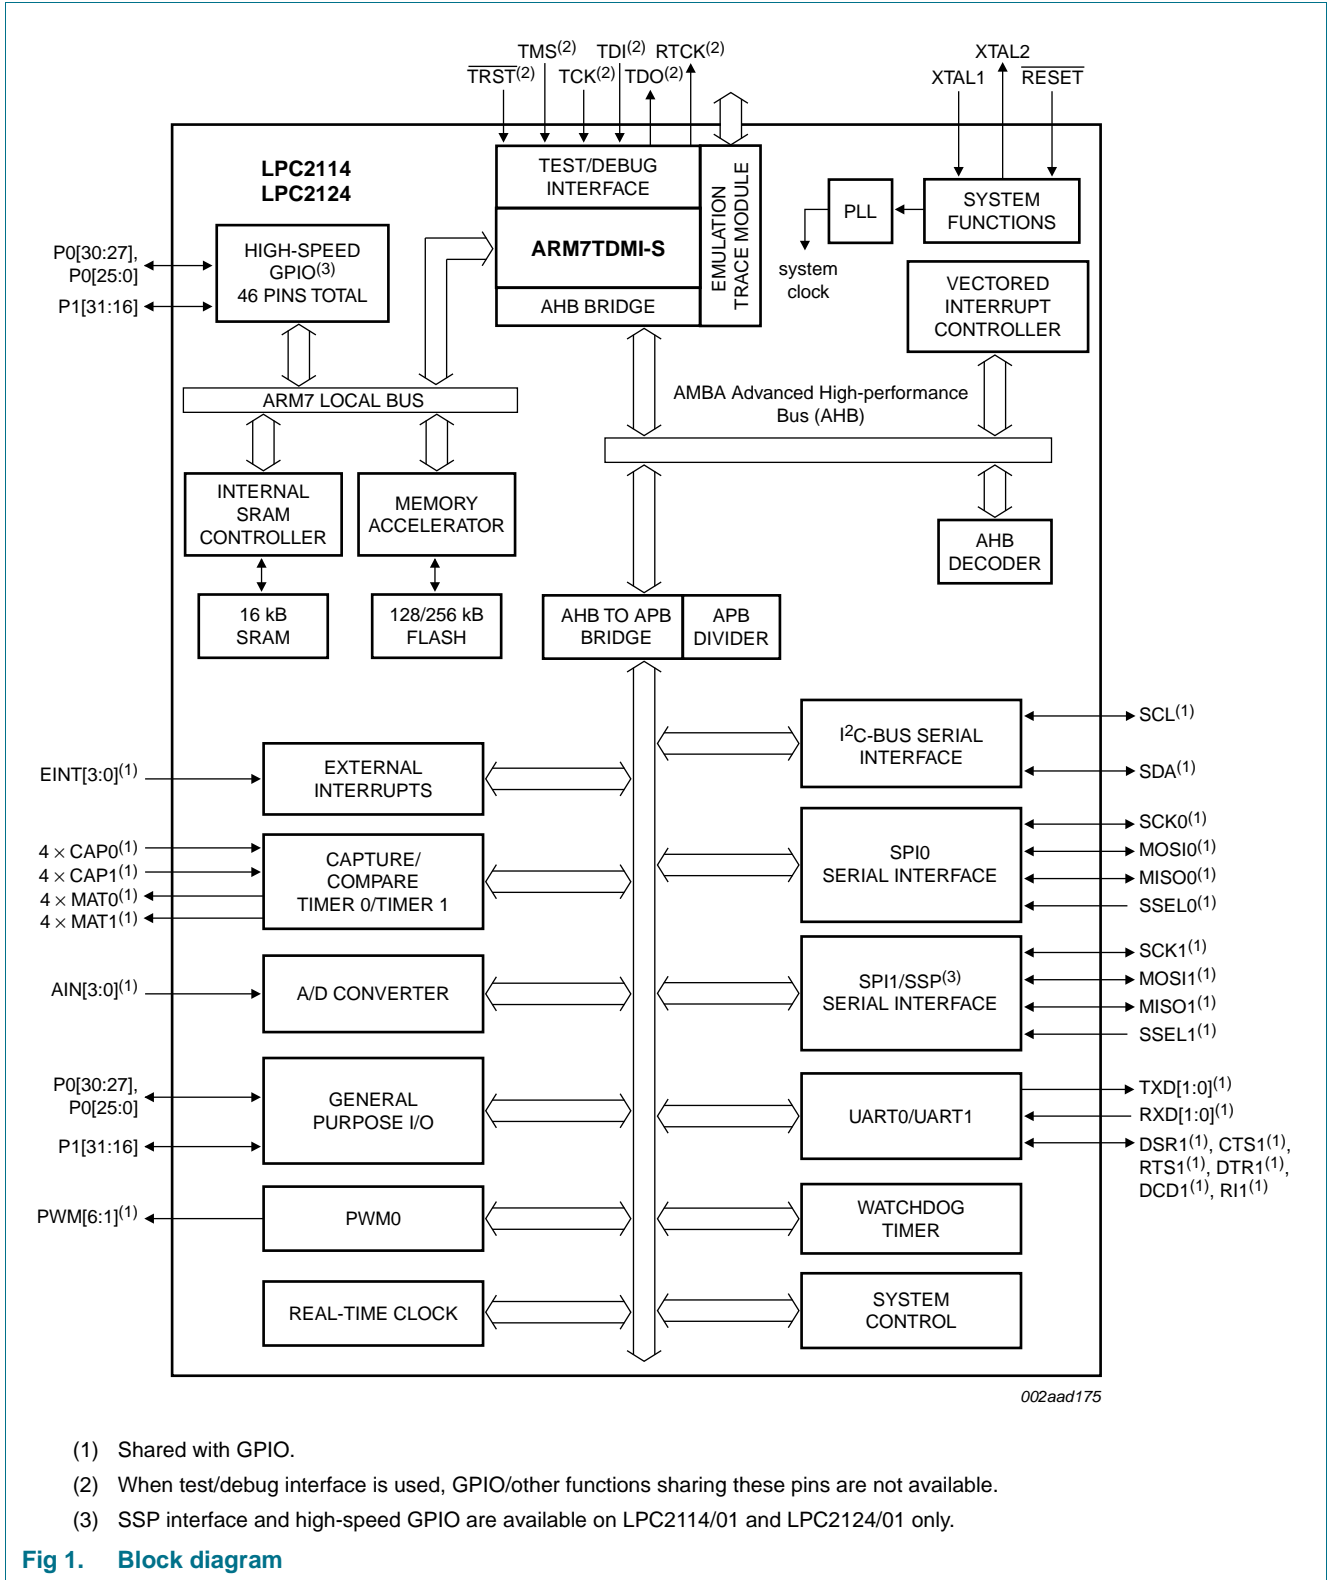 TMS(2) TDI(2) RTCK(2)
TRST(2) TCK(2) TDO(2)
XTAL2
XTAL1 RESET
LPC2114
LPC2124
TEST/DEBUG
INTERFACE
ARM7TDMI-S
AHB BRIDGE
EMULATION
TRACE MODULE
PLL
SYSTEM
FUNCTIONS
system
clock
P0[30:27],
P0[25:0]
P1[31:16]
HIGH-SPEED
GPIO(3)
46 PINS TOTAL
VECTORED
INTERRUPT
CONTROLLER
ARM7 LOCAL BUS
AMBA Advanced High-performance
Bus (AHB)
INTERNAL
SRAM
CONTROLLER
MEMORY
ACCELERATOR
AHB
DECODER
16 kB
SRAM
128/256 kB
FLASH
AHB TO APB
BRIDGE
APB
DIVIDER
I2C-BUS SERIAL
INTERFACE
SCL(1)
SDA(1)
EINT[3:0](1)
EXTERNAL
INTERRUPTS
4 × CAP0(1)
4 × CAP1(1)
4 × MAT0(1)
4 × MAT1(1)
CAPTURE/
COMPARE
TIMER 0/TIMER 1
SPI0
SERIAL INTERFACE
SCK0(1)
MOSI0(1)
MISO0(1)
SSEL0(1)
AIN[3:0](1)
A/D CONVERTER
SPI1/SSP(3)
SERIAL INTERFACE
SCK1(1)
MOSI1(1)
MISO1(1)
SSEL1(1)
P0[30:27],
P0[25:0]
P1[31:16]
GENERAL
PURPOSE I/O
UART0/UART1
TXD[1:0](1)
RXD[1:0](1)
DSR1(1), CTS1(1),
RTS1(1), DTR1(1),
DCD1(1), RI1(1)
PWM[6:1](1)
PWM0
WATCHDOG
TIMER
REAL-TIME CLOCK
SYSTEM
CONTROL
002aad175
(1) Shared with GPIO.
(2) When test/debug interface is used, GPIO/other functions sharing these pins are not available.
(3) SSP interface and high-speed GPIO are available on LPC2114/01 and LPC2124/01 only.
Fig 1. Block diagram